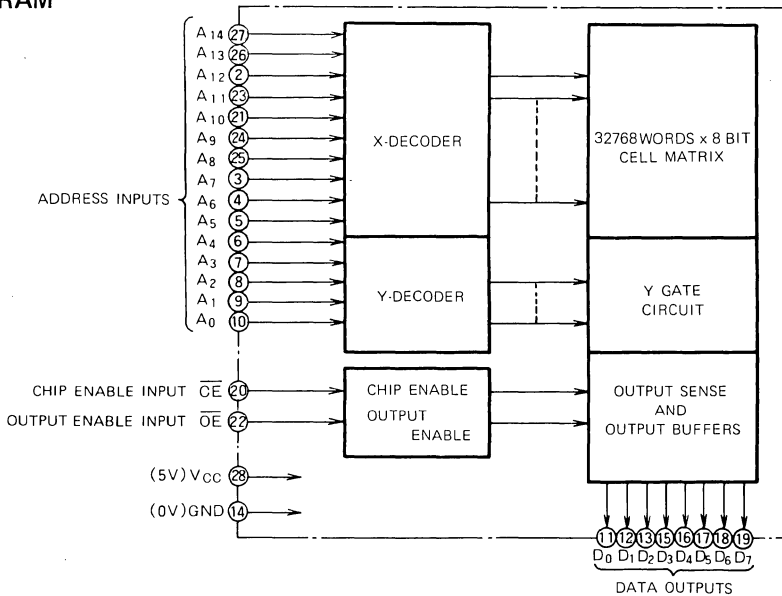 RAM
A14 27
A13 26
A12 2
A11 23
A10 21
A9 24
A8 25
A7 3
A6 4
A5 5
A4 6
A3 7
A2 8
A1 9
A0 10
ADDRESS INPUTS
X-DECODER
Y-DECODER
32768WORDS x 8 BIT
CELL MATRIX
Y GATE
CIRCUIT
CHIP ENABLE INPUT C̅E̅ 20
OUTPUT ENABLE INPUT O̅E̅ 22
CHIP ENABLE
OUTPUT
ENABLE
OUTPUT SENSE
AND
OUTPUT BUFFERS
(5V) VCC 28
(0V) GND 14
11 12 13 15 16 17 18 19
D0 D1 D2 D3 D4 D5 D6 D7
DATA OUTPUTS